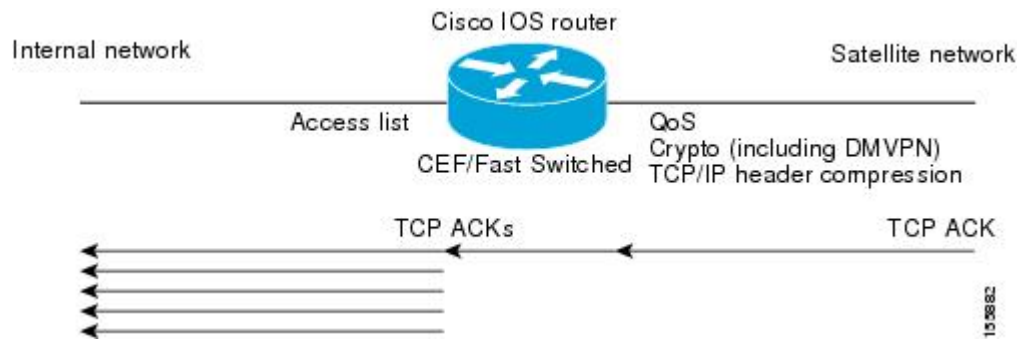 Cisco IOS router
Internal network
Satellite network
Access list
QoS
Crypto (including DMVPN)
CEF/Fast Switched
TCP/IP header compression
TCP ACKs
TCP ACK
155882